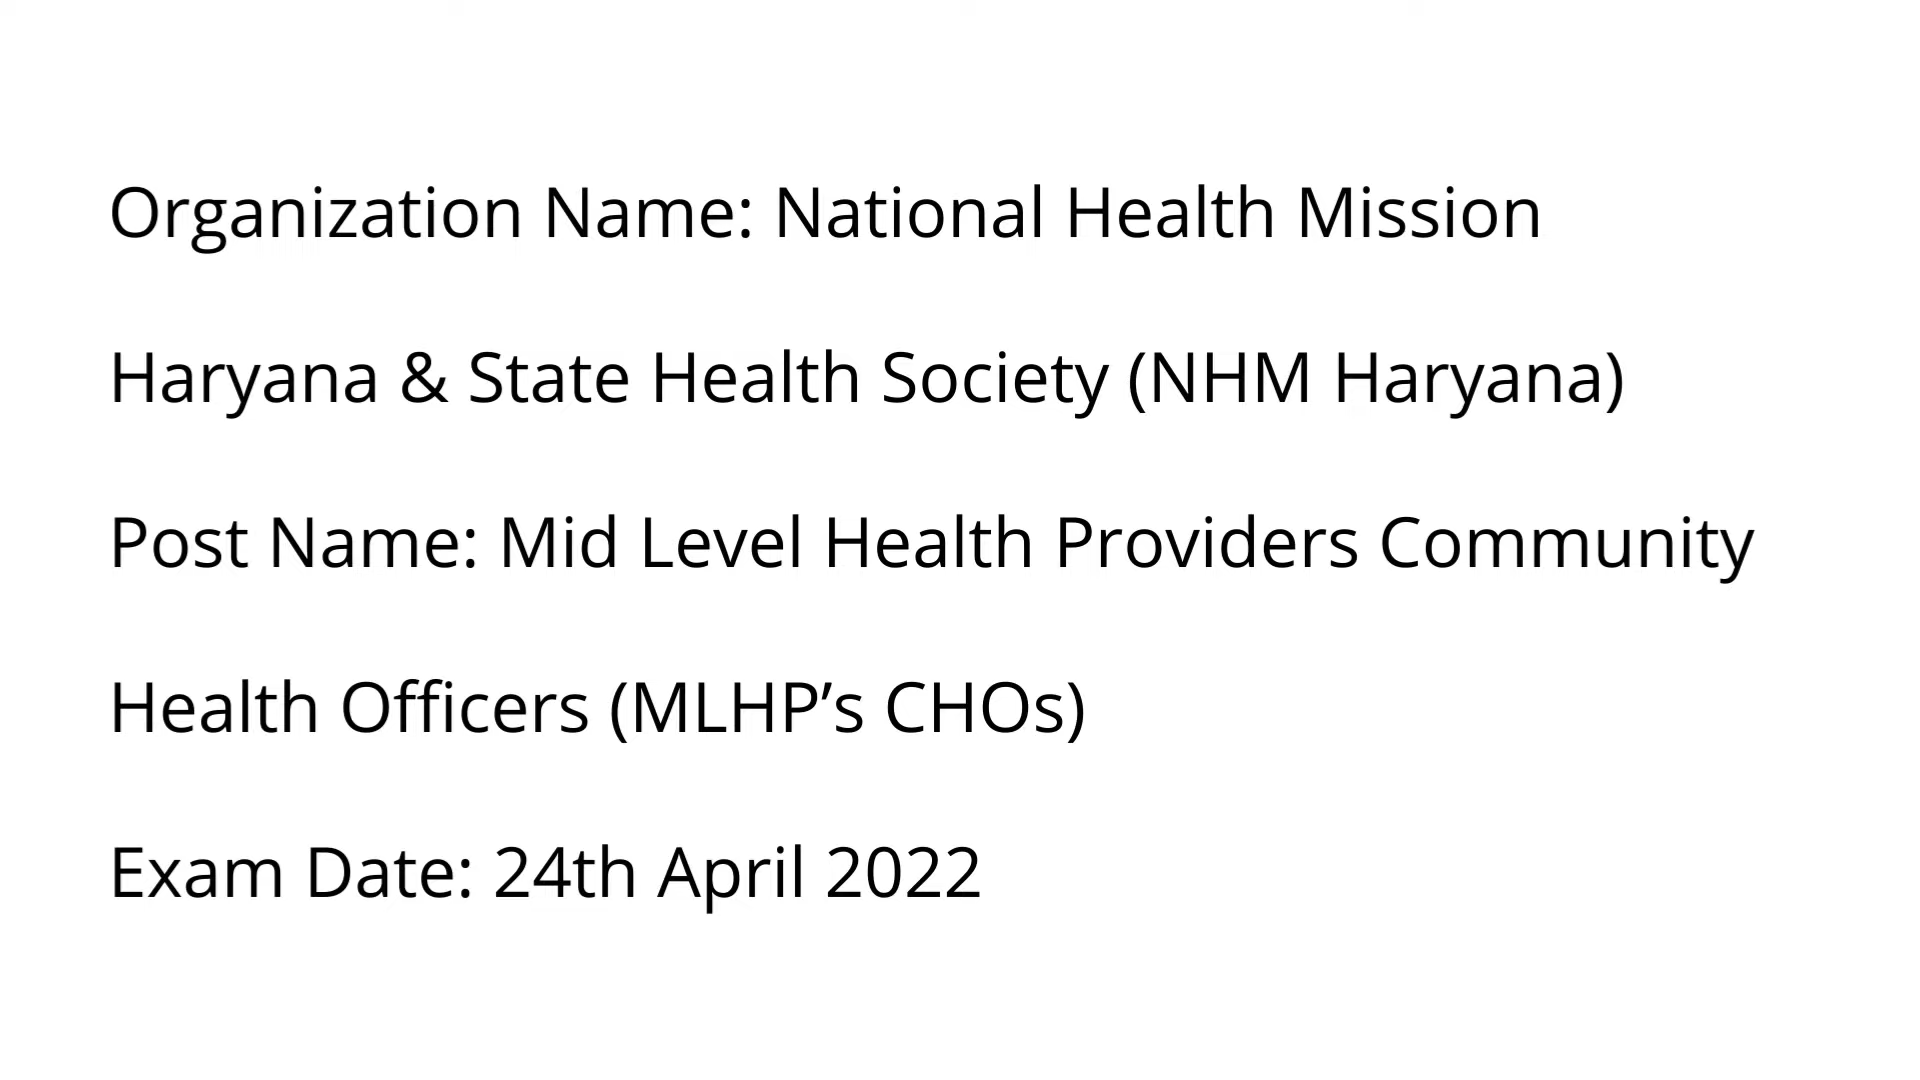 Organization Name: National Health Mission
Haryana & State Health Society (NHM Haryana)
Post Name: Mid Level Health Providers Community
Health Officers (MLHP’s CHOs)
Exam Date: 24th April 2022